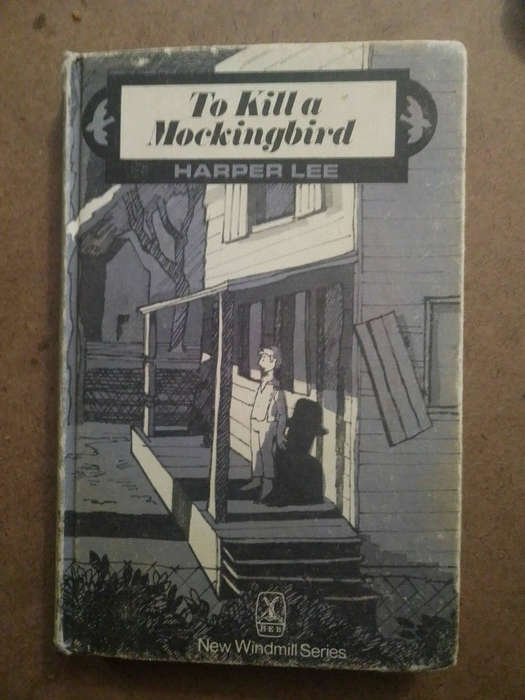 To Kill a
Mockingbird
HARPER LEE
H·E·B
New Windmill Series